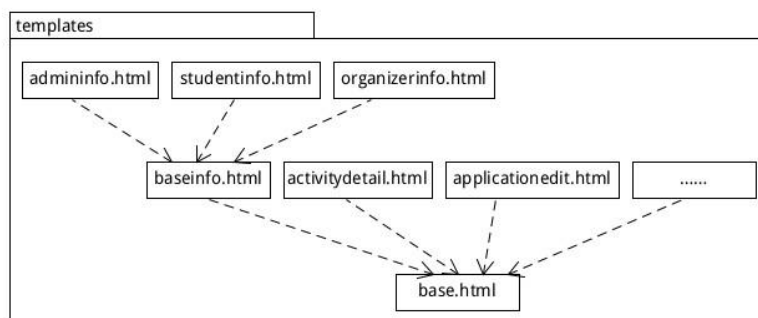 templates
admininfo.html studentinfo.html organizerinfo.html
baseinfo.html activitydetail.html applicationedit.html ......
base.html